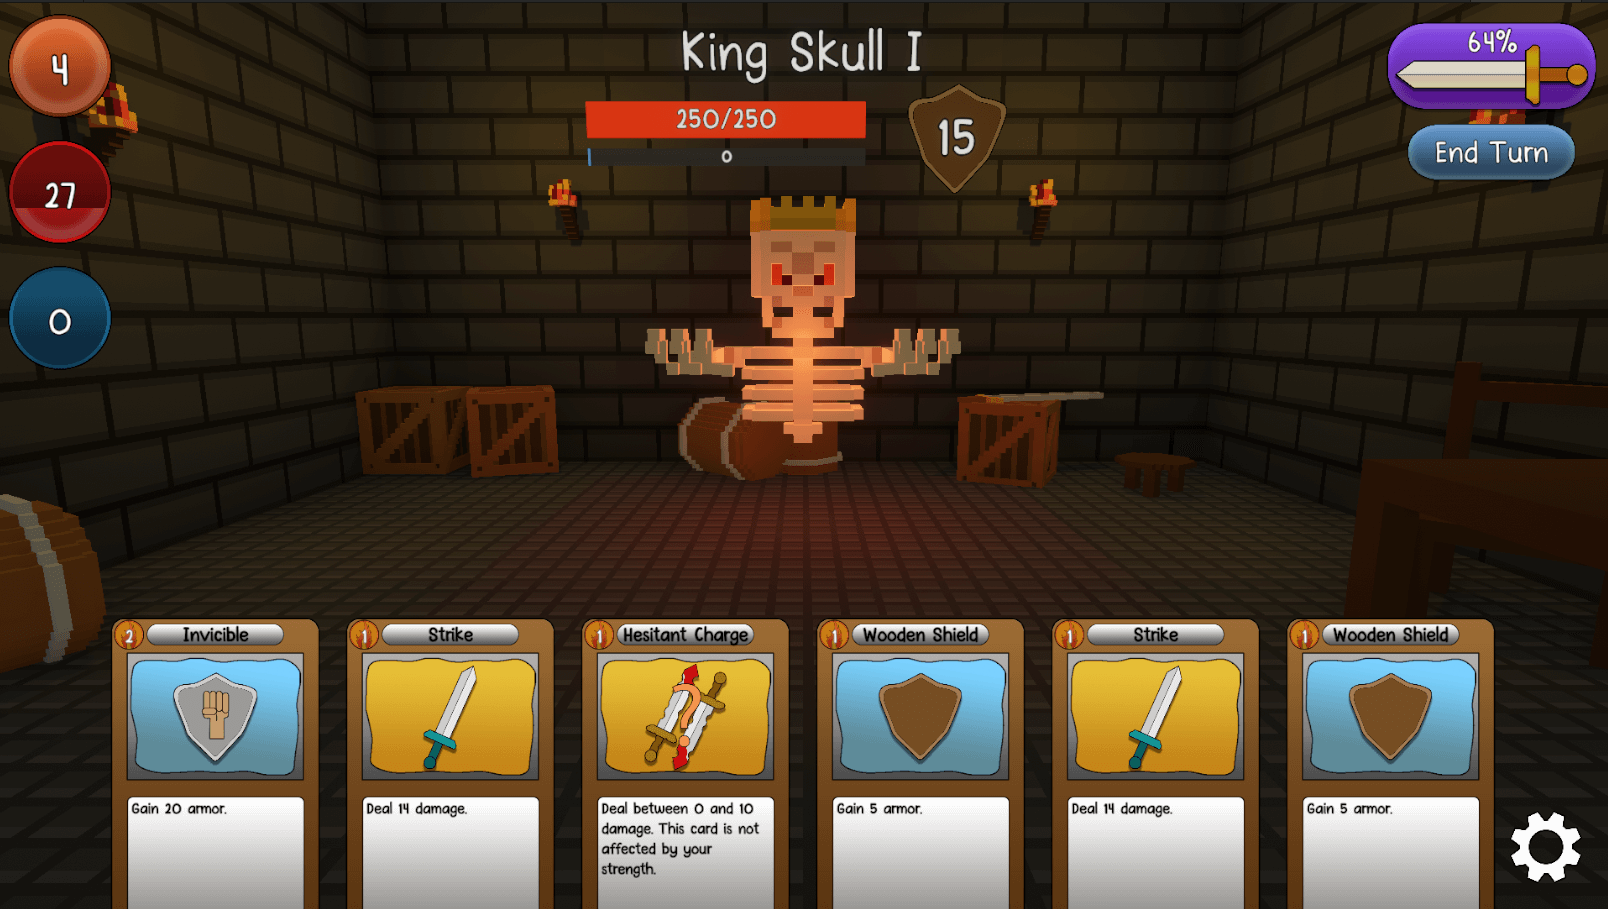 King Skull I
4
250/250
15
64%
0
End Turn
27
0
2 Invicible
1 Strike
1 Hesitant Charge
1 Wooden Shield
1 Strike
1 Wooden Shield
Gain 20 armor.
Deal 14 damage.
Deal between 0 and 10
damage. This card is not
affected by your
strength.
Gain 5 armor.
Deal 14 damage.
Gain 5 armor.